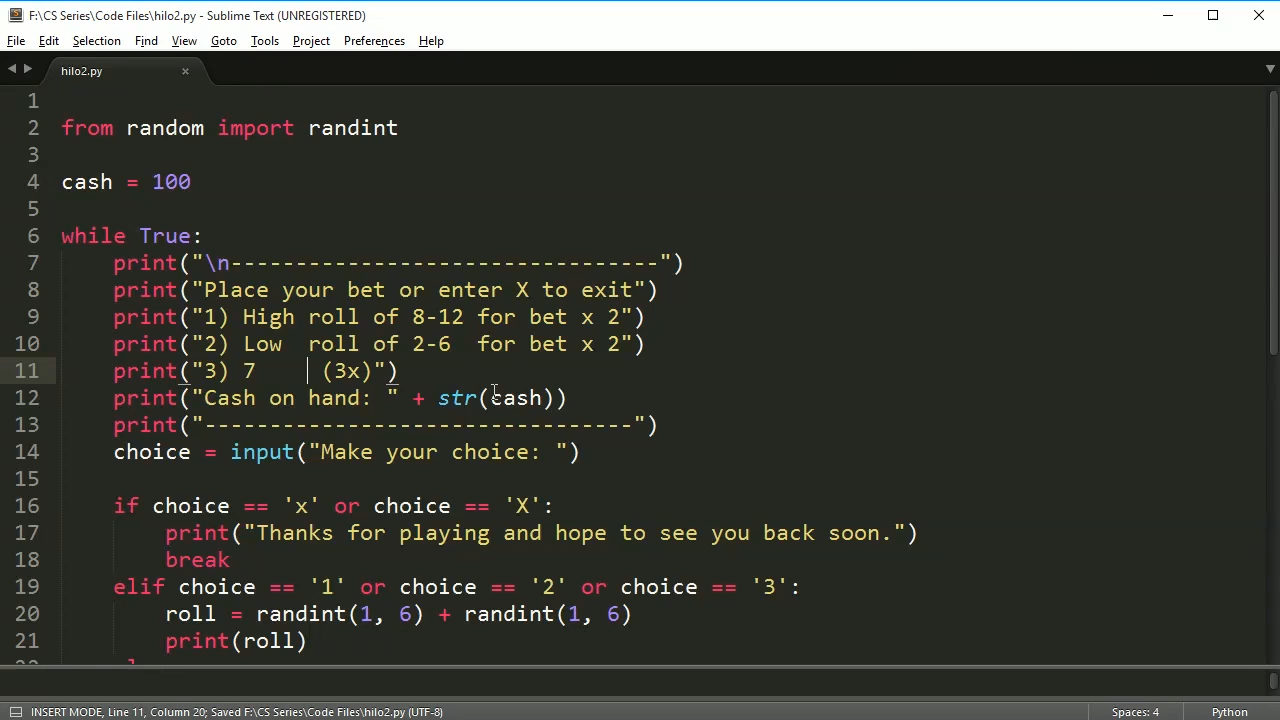 F:\CS Series\Code Files\hilo2.py - Sublime Text (UNREGISTERED)
File Edit Selection Find View Goto Tools Project Preferences Help
hilo2.py
1
2 from random import randint
3
4 cash = 100
5
6 while True:
7     print("\n---------------------------------")
8     print("Place your bet or enter X to exit")
9     print("1) High roll of 8-12 for bet x 2")
10     print("2) Low  roll of 2-6  for bet x 2")
11     print("3) 7     (3x)")
12     print("Cash on hand: " + str(cash))
13     print("---------------------------------")
14     choice = input("Make your choice: ")
15
16     if choice == 'x' or choice == 'X':
17         print("Thanks for playing and hope to see you back soon.")
18         break
19     elif choice == '1' or choice == '2' or choice == '3':
20         roll = randint(1, 6) + randint(1, 6)
21         print(roll)
INSERT MODE, Line 11, Column 20; Saved F:\CS Series\Code Files\hilo2.py (UTF-8)
Spaces: 4
Python